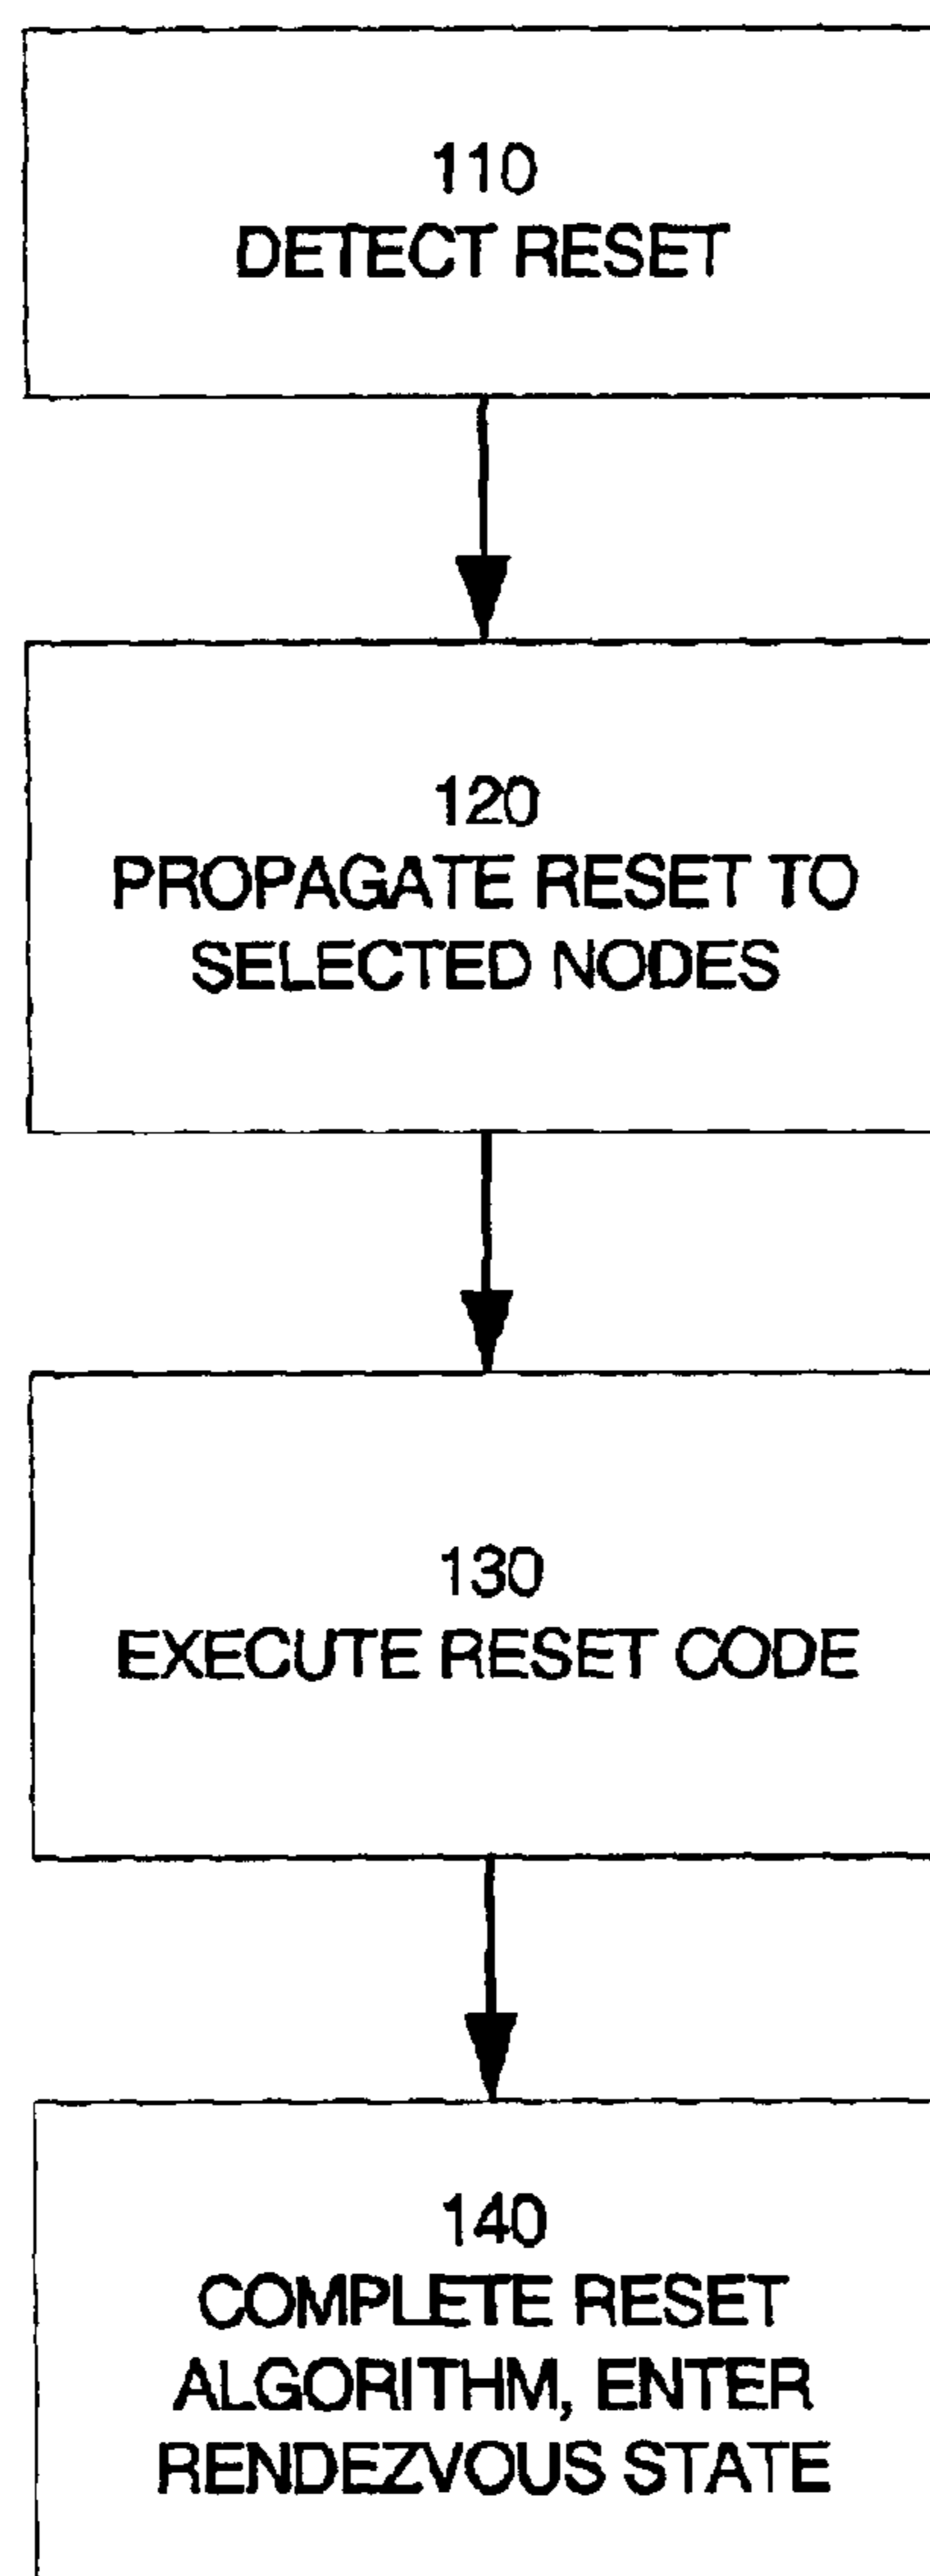 110
DETECT RESET
120
PROPAGATE RESET TO
SELECTED NODES
130
EXECUTE RESET CODE
140
COMPLETE RESET
ALGORITHM, ENTER
RENDEZVOUS STATE